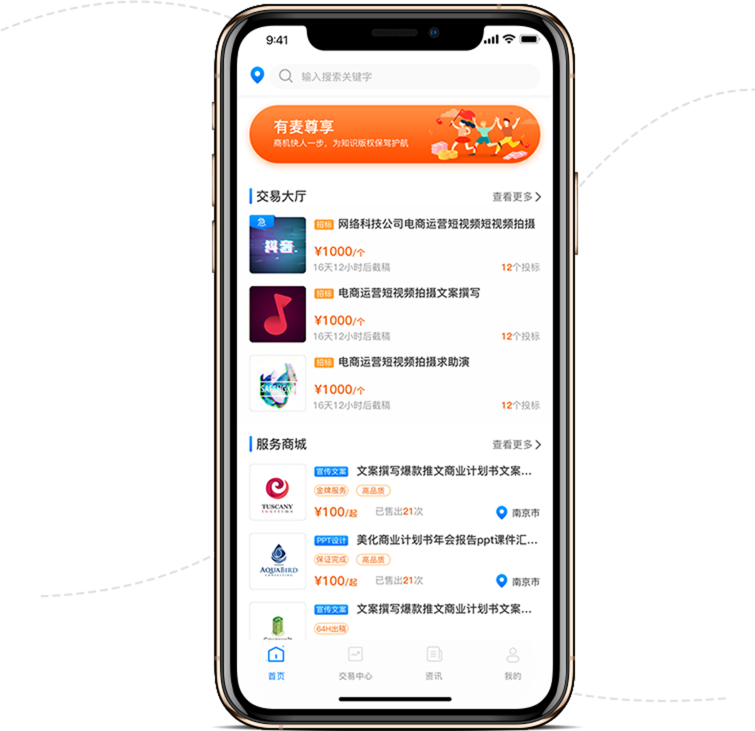 9:41
输入搜索关键字
有麦尊享
商机快人一步，为知识版权保驾护航
交易大厅
查看更多
急
抖音
招标 网络科技公司电商运营短视频短视频拍摄
¥1000/个
16天12小时后截稿
12个投标
招标 电商运营短视频拍摄文案撰写
¥1000/个
16天12小时后截稿
12个投标
招标 电商运营短视频拍摄求助演
¥1000/个
16天12小时后截稿
12个投标
服务商城
查看更多
TUSCANY
宣传文案 文案撰写爆款推文商业计划书文案...
金牌服务 高品质
¥100/起 已售出21次
南京市
AQUABIRD
CONSULTING
PPT设计 美化商业计划书年会报告ppt课件汇...
保证完成 高品质
¥100/起 已售出21次
南京市
宣传文案 文案撰写爆款推文商业计划书文案...
64H出稿
首页
交易中心
资讯
我的